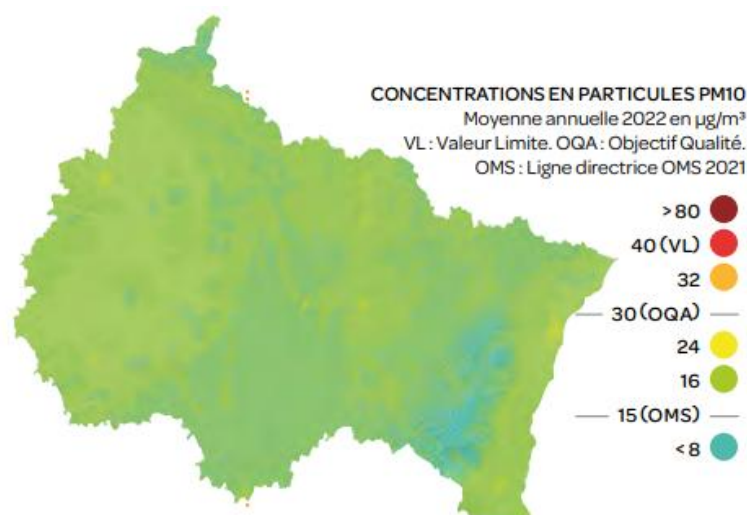 CONCENTRATIONS EN PARTICULES PM10
Moyenne annuelle 2022 en µg/m³
VL : Valeur Limite. OQA : Objectif Qualité.
OMS : Ligne directrice OMS 2021
>80
40 (VL)
32
30 (OQA)
24
16
15 (OMS)
<8